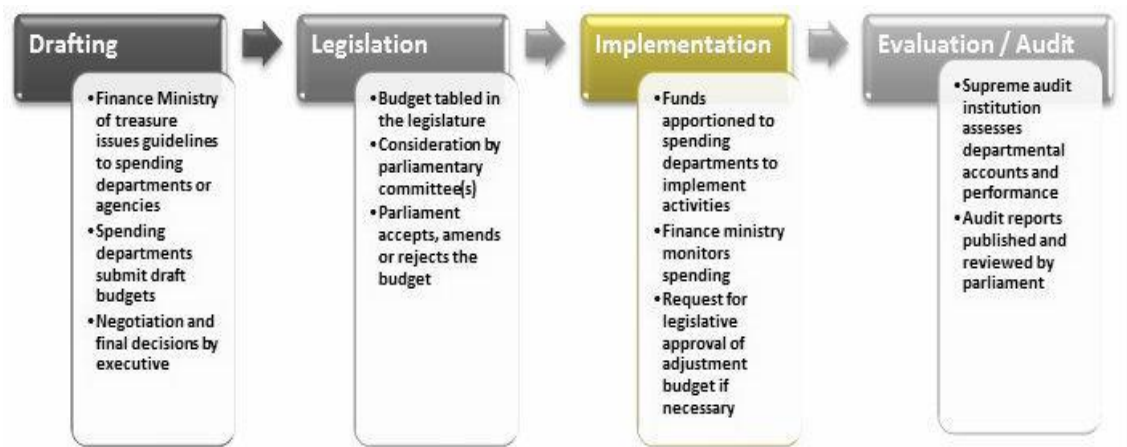 Drafting
•Finance Ministry
of treasure
issues guidelines
to spending
departments or
agencies
•Spending
departments
submit draft
budgets
•Negotiation and
final decisions by
executive
Legislation
•Budget tabled in
the legislature
•Consideration by
parliamentary
committee(s)
•Parliament
accepts, amends
or rejects the
budget
Implementation
•Funds
apportioned to
spending
departments to
implement
activities
•Finance ministry
monitors
spending
•Request for
legislative
approval of
adjustment
budget if
necessary
Evaluation / Audit
•Supreme audit
institution
assesses
departmental
accounts and
performance
•Audit reports
published and
reviewed by
parliament